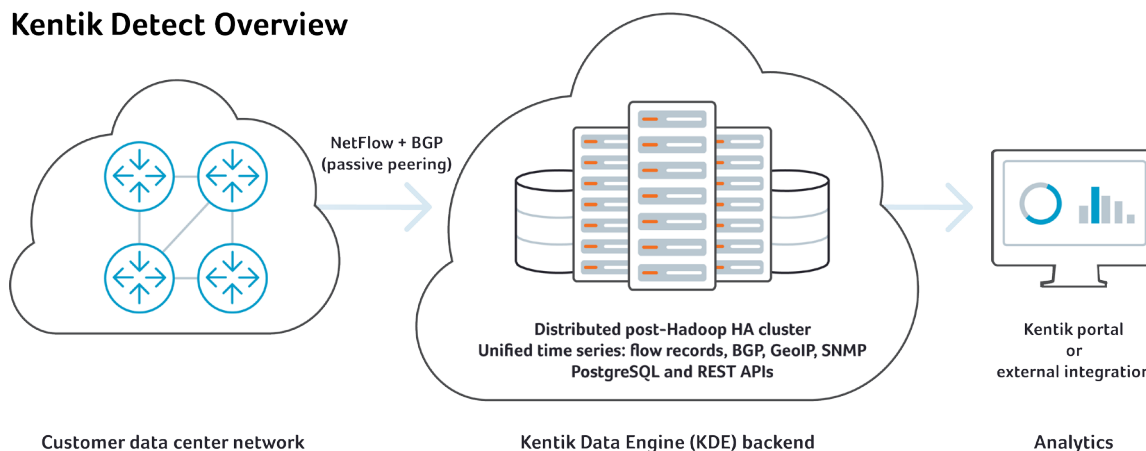 Kentik Detect Overview
NetFlow + BGP
(passive peering)
Distributed post-Hadoop HA cluster
Unified time series: flow records, BGP, GeoIP, SNMP
PostgreSQL and REST APIs
Kentik portal
or
external integration
Customer data center network
Kentik Data Engine (KDE) backend
Analytics